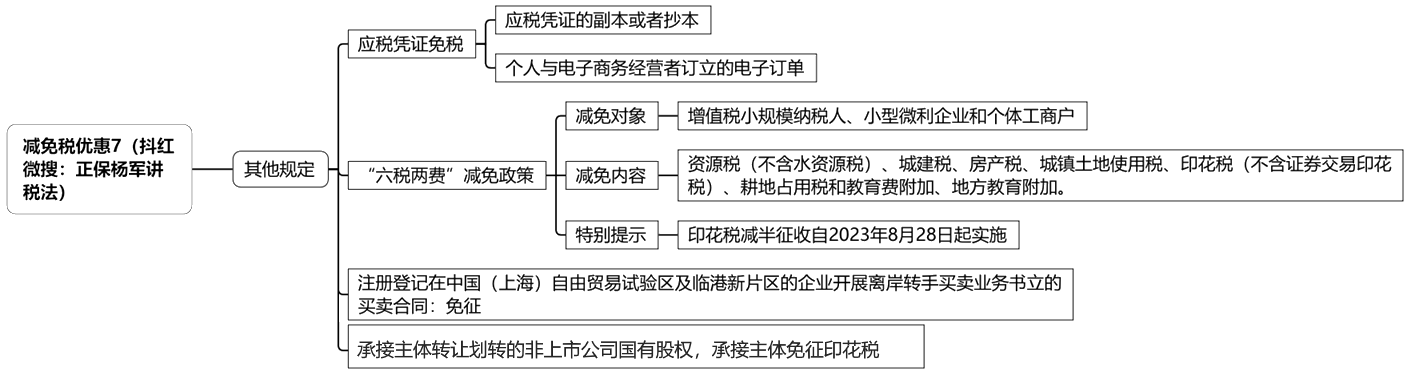 减免税优惠7（抖红
微搜：正保杨军讲
税法）
其他规定
应税凭证免税
应税凭证的副本或者抄本
个人与电子商务经营者订立的电子订单
“六税两费”减免政策
减免对象
增值税小规模纳税人、小型微利企业和个体工商户
减免内容
资源税（不含水资源税）、城建税、房产税、城镇土地使用税、印花税（不含证券交易印花
税）、耕地占用税和教育费附加、地方教育附加。
特别提示
印花税减半征收自2023年8月28日起实施
注册登记在中国（上海）自由贸易试验区及临港新片区的企业开展离岸转手买卖业务书立的
买卖合同：免征
承接主体转让划转的非上市公司国有股权，承接主体免征印花税